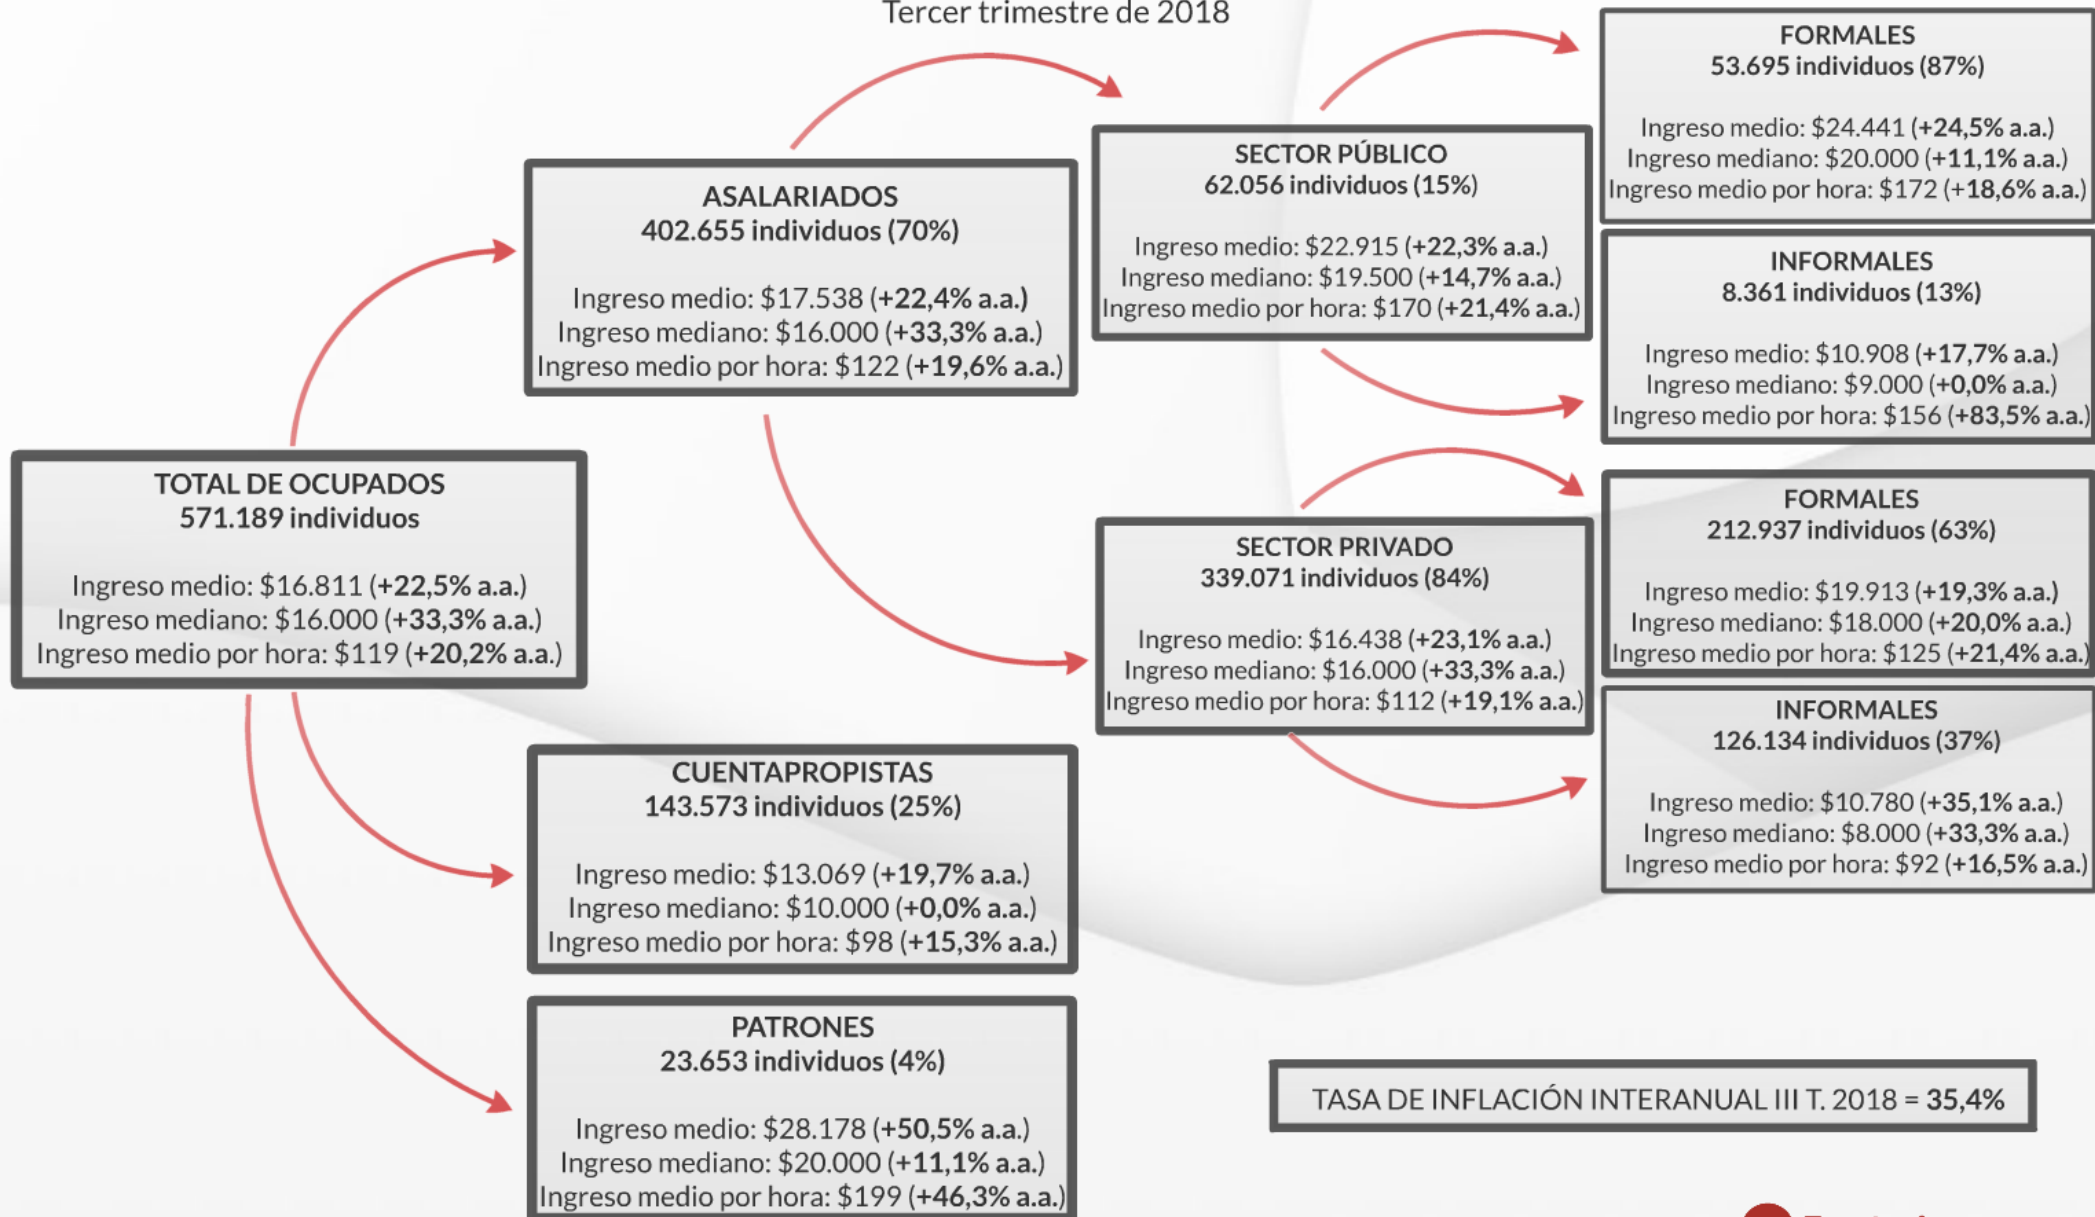 Tercer trimestre de 2018
TOTAL DE OCUPADOS
571.189 individuos
Ingreso medio: $16.811 (+22,5% a.a.)
Ingreso mediano: $16.000 (+33,3% a.a.)
Ingreso medio por hora: $119 (+20,2% a.a.)
ASALARIADOS
402.655 individuos (70%)
Ingreso medio: $17.538 (+22,4% a.a.)
Ingreso mediano: $16.000 (+33,3% a.a.)
Ingreso medio por hora: $122 (+19,6% a.a.)
CUENTAPROPISTAS
143.573 individuos (25%)
Ingreso medio: $13.069 (+19,7% a.a.)
Ingreso mediano: $10.000 (+0,0% a.a.)
Ingreso medio por hora: $98 (+15,3% a.a.)
PATRONES
23.653 individuos (4%)
Ingreso medio: $28.178 (+50,5% a.a.)
Ingreso mediano: $20.000 (+11,1% a.a.)
Ingreso medio por hora: $199 (+46,3% a.a.)
SECTOR PÚBLICO
62.056 individuos (15%)
Ingreso medio: $22.915 (+22,3% a.a.)
Ingreso mediano: $19.500 (+14,7% a.a.)
Ingreso medio por hora: $170 (+21,4% a.a.)
SECTOR PRIVADO
339.071 individuos (84%)
Ingreso medio: $16.438 (+23,1% a.a.)
Ingreso mediano: $16.000 (+33,3% a.a.)
Ingreso medio por hora: $112 (+19,1% a.a.)
FORMALES
53.695 individuos (87%)
Ingreso medio: $24.441 (+24,5% a.a.)
Ingreso mediano: $20.000 (+11,1% a.a.)
Ingreso medio por hora: $172 (+18,6% a.a.)
INFORMALES
8.361 individuos (13%)
Ingreso medio: $10.908 (+17,7% a.a.)
Ingreso mediano: $9.000 (+0,0% a.a.)
Ingreso medio por hora: $156 (+83,5% a.a.)
FORMALES
212.937 individuos (63%)
Ingreso medio: $19.913 (+19,3% a.a.)
Ingreso mediano: $18.000 (+20,0% a.a.)
Ingreso medio por hora: $125 (+21,4% a.a.)
INFORMALES
126.134 individuos (37%)
Ingreso medio: $10.780 (+35,1% a.a.)
Ingreso mediano: $8.000 (+33,3% a.a.)
Ingreso medio por hora: $92 (+16,5% a.a.)
TASA DE INFLACIÓN INTERANUAL III T. 2018 = 35,4%